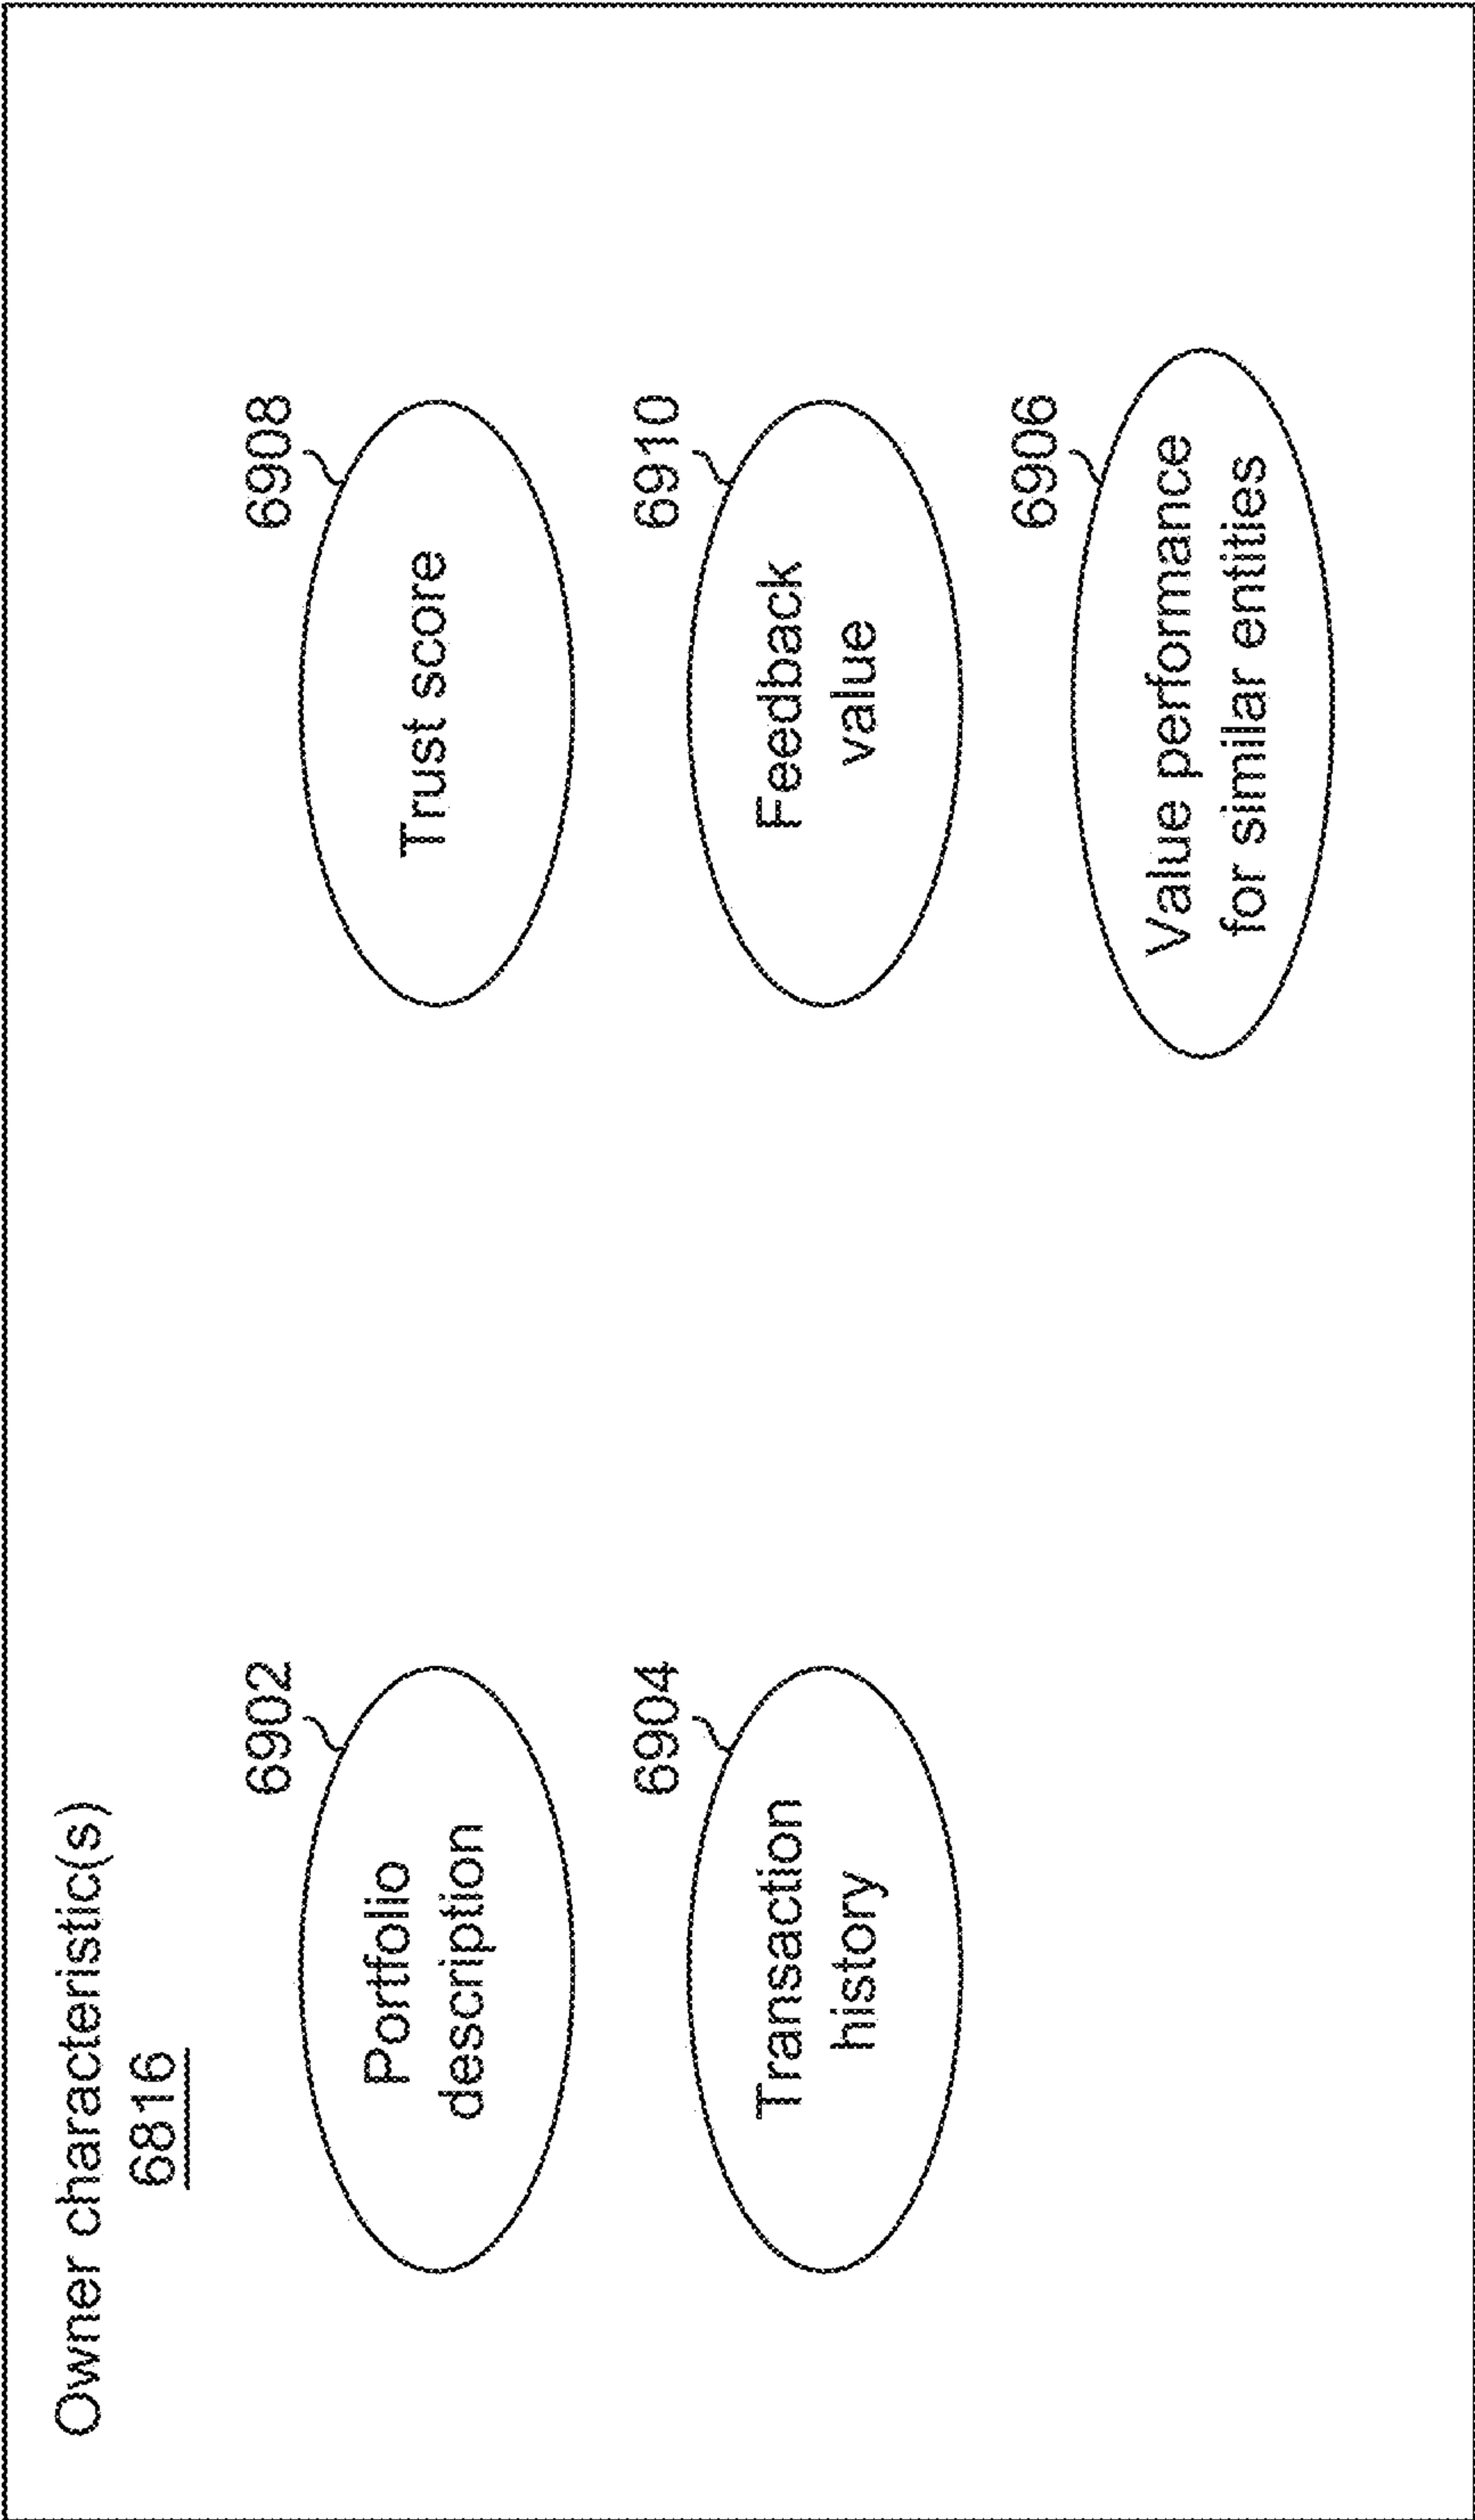 Owner characteristic(s)
6816
6902
Portfolio
description
6904
Transaction
history
6908
Trust score
6910
Feedback
value
6906
Value performance
for similar entities